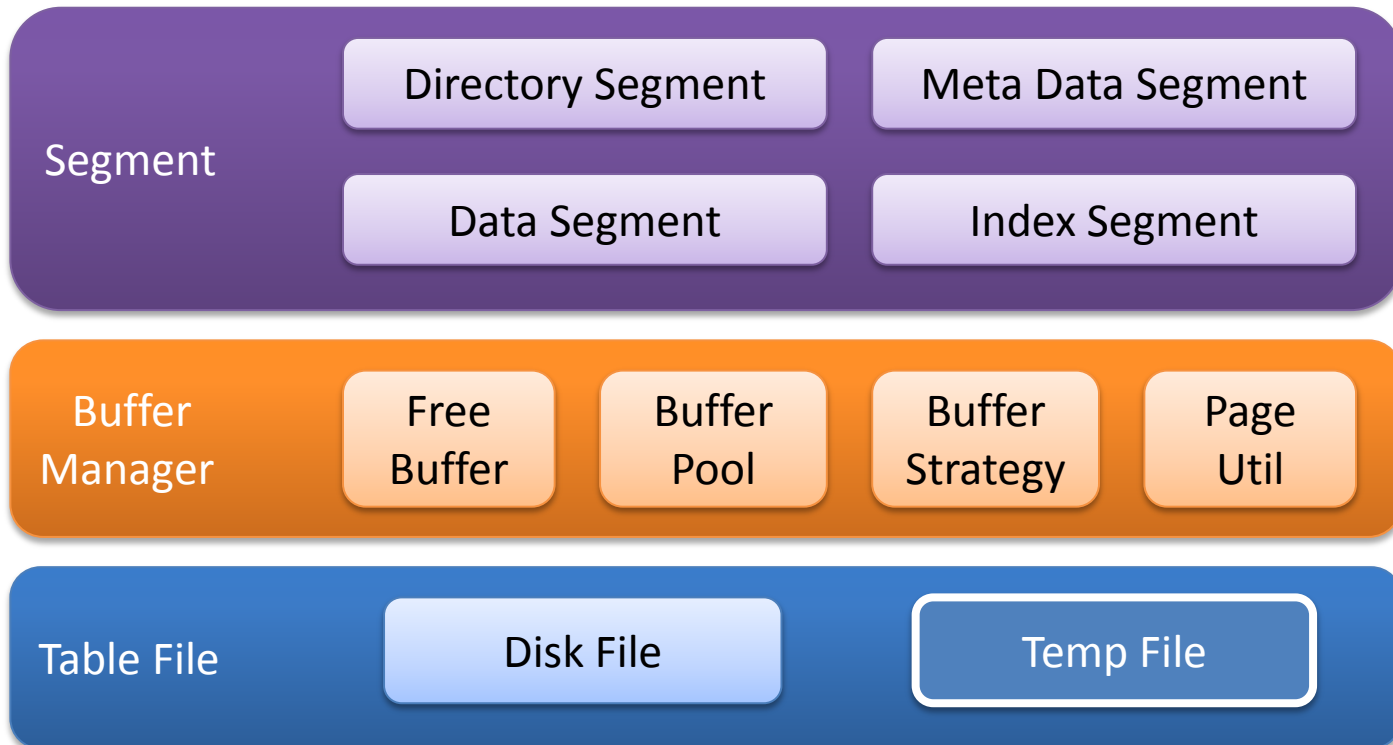 Segment
Directory Segment
Meta Data Segment
Data Segment
Index Segment
Buffer
Manager
Free
Buffer
Buffer
Pool
Buffer
Strategy
Page
Util
Table File
Disk File
Temp File